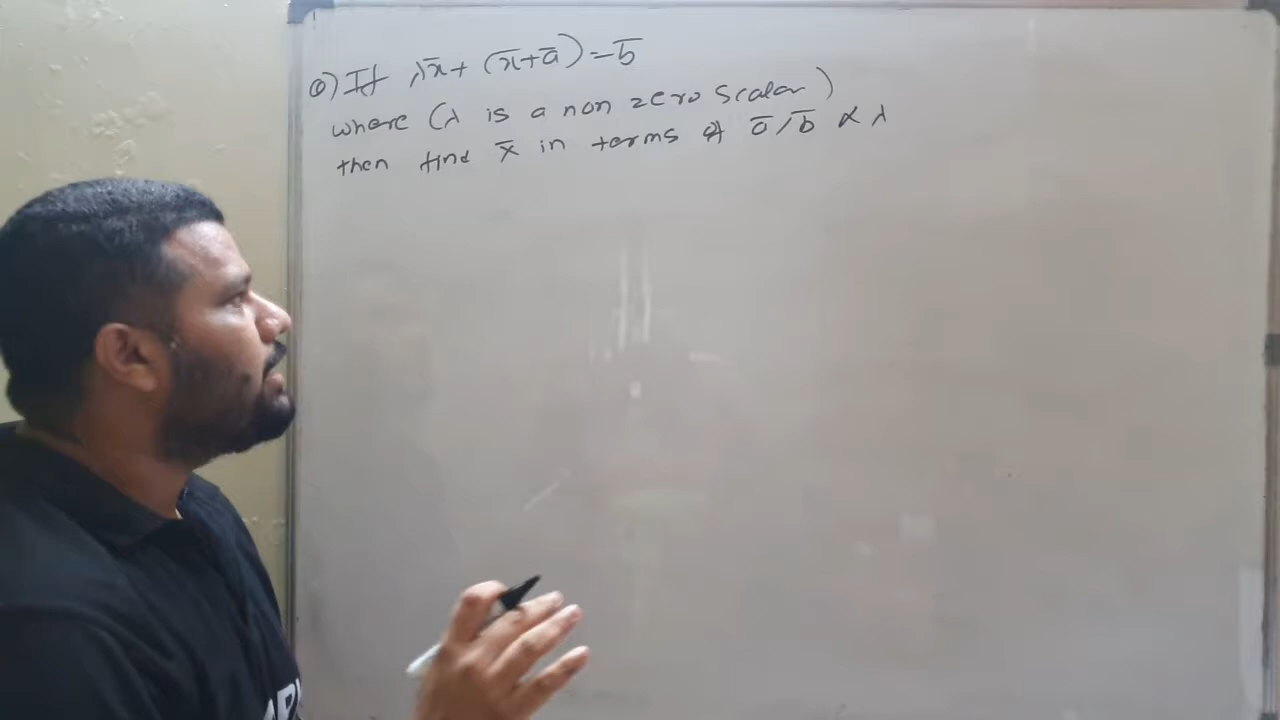 Q) If λx̄ + (x̄+ā) = b̄
where (λ is a non zero scalar)
then find x̄ in terms of ā, b̄ & λ